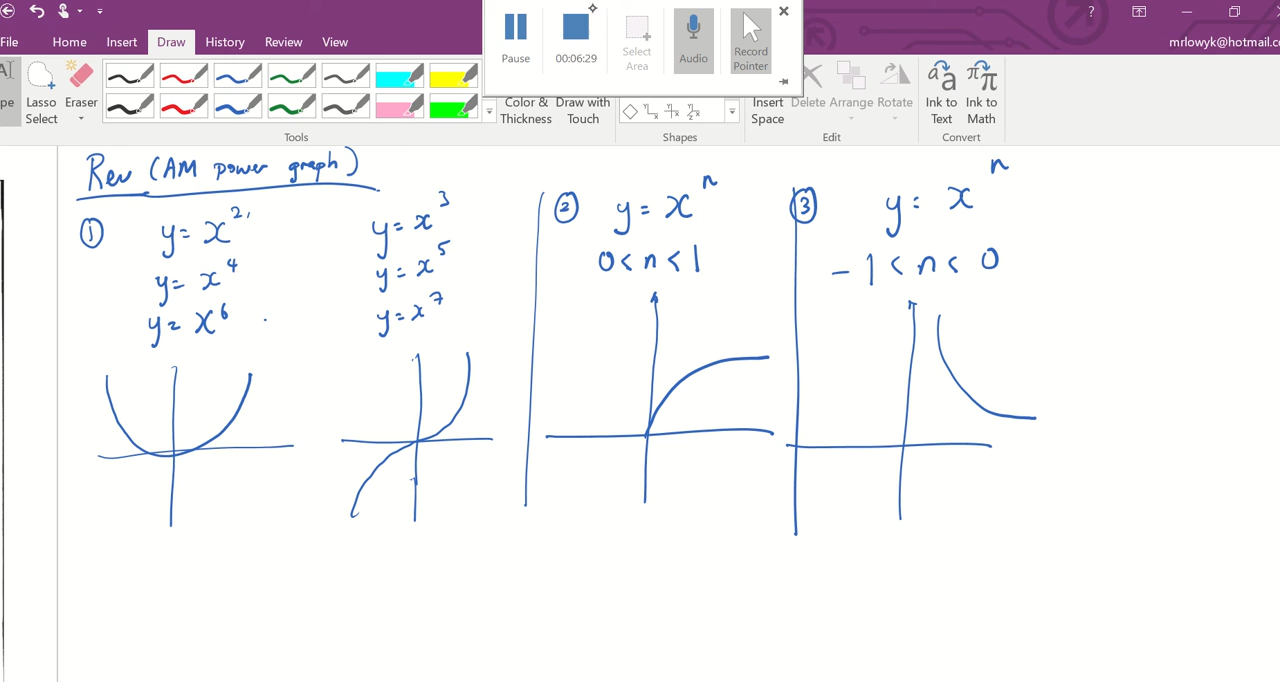 File Home Insert Draw History Review View
mrlowyk@hotmail.c
Pause 00:06:29 Select Area Audio Record Pointer
Lasso Select Eraser
Color & Thickness Draw with Touch
Insert Space Delete Arrange Rotate
Ink to Text Ink to Math
Tools Shapes Edit Convert
Rev (AM power graph)
① y = x² y = x³
y = x⁴ y = x⁵
y = x⁶ y = x⁷
② y = xⁿ
0 < n < 1
③ y = xⁿ
-1 < n < 0